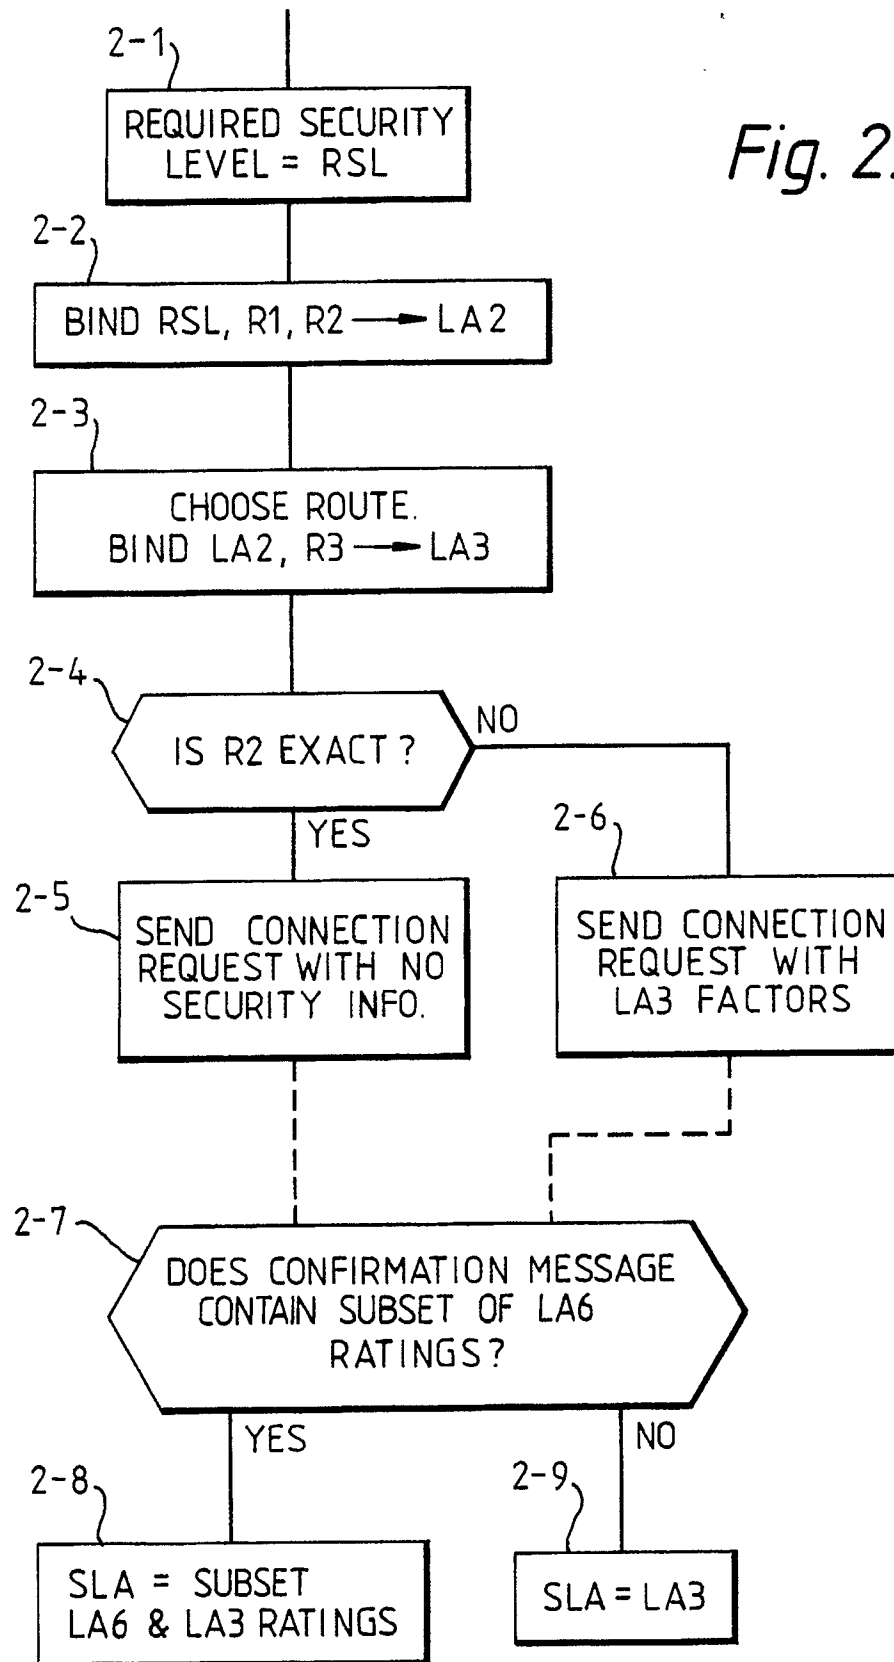 2-1
REQUIRED SECURITY
LEVEL = RSL
Fig. 2.
2-2
BIND RSL, R1, R2 → LA2
2-3
CHOOSE ROUTE.
BIND LA2, R3 → LA3
2-4
IS R2 EXACT?
NO
YES
2-5
SEND CONNECTION
REQUEST WITH NO
SECURITY INFO.
2-6
SEND CONNECTION
REQUEST WITH
LA3 FACTORS
2-7
DOES CONFIRMATION MESSAGE
CONTAIN SUBSET OF LA6
RATINGS?
YES
NO
2-8
SLA = SUBSET
LA6 & LA3 RATINGS
2-9
SLA = LA3